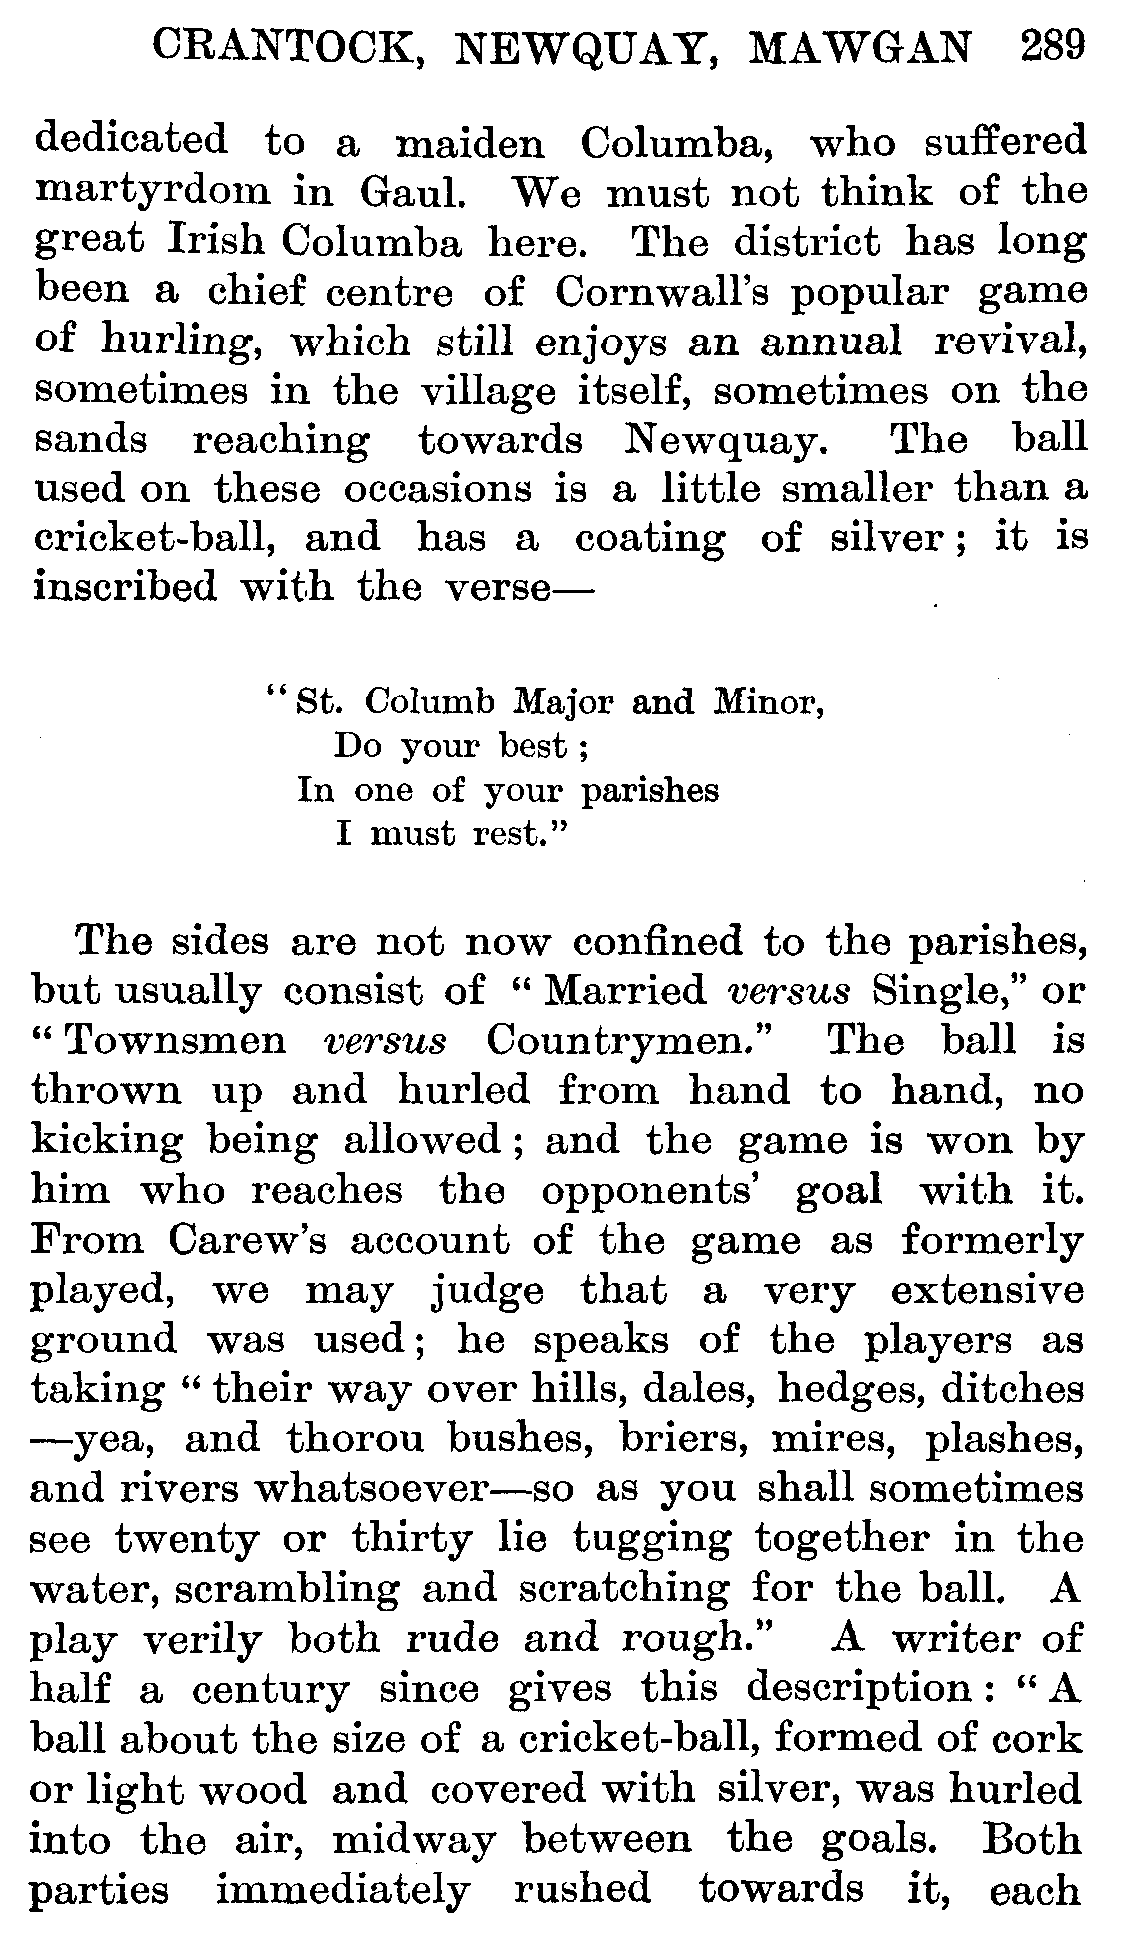 CRANTOCK, NEWQUAY, MAWGAN 289
dedicated to a maiden Columba, who suffered
martyrdom in Gaul. We must not think of the
great Irish Columba here. The district has long
been a chief centre of Cornwall's popular game
of hurling, which still enjoys an annual revival,
sometimes in the village itself, sometimes on the
sands reaching towards Newquay. The ball
used on these occasions is a little smaller than a
cricket-ball, and has a coating of silver; it is
inscribed with the verse—
"St. Columb Major and Minor,
Do your best;
In one of your parishes
I must rest."
The sides are not now confined to the parishes,
but usually consist of "Married versus Single," or
"Townsmen versus Countrymen." The ball is
thrown up and hurled from hand to hand, no
kicking being allowed; and the game is won by
him who reaches the opponents' goal with it.
From Carew's account of the game as formerly
played, we may judge that a very extensive
ground was used; he speaks of the players as
taking "their way over hills, dales, hedges, ditches
—yea, and thorou bushes, briers, mires, plashes,
and rivers whatsoever—so as you shall sometimes
see twenty or thirty lie tugging together in the
water, scrambling and scratching for the ball. A
play verily both rude and rough." A writer of
half a century since gives this description: "A
ball about the size of a cricket-ball, formed of cork
or light wood and covered with silver, was hurled
into the air, midway between the goals. Both
parties immediately rushed towards it, each